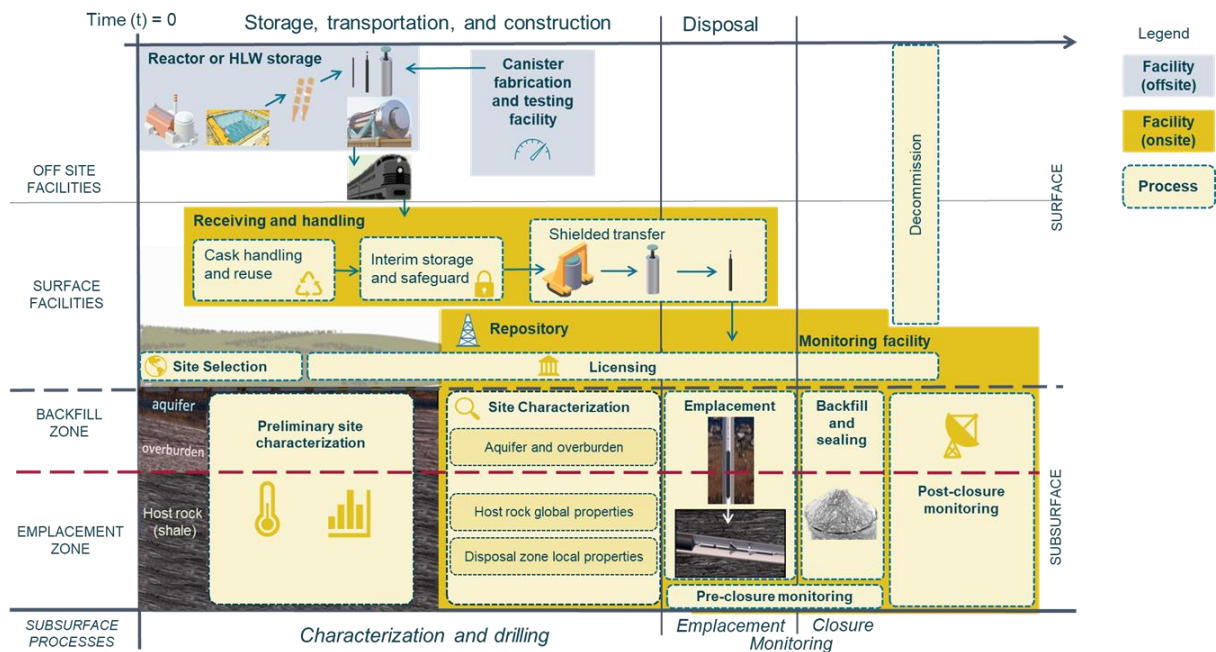 Time (t) = 0
Storage, transportation, and construction
Disposal
Legend
Facility
(offsite)
Facility
(onsite)
Process
Reactor or HLW storage
Canister
fabrication
and testing
facility
OFF SITE
FACILITIES
Decommission
SURFACE
Receiving and handling
Cask handling
and reuse
Interim storage
and safeguard
Shielded transfer
SURFACE
FACILITIES
Repository
Monitoring facility
Site Selection
Licensing
BACKFILL
ZONE
aquifer
overburden
Preliminary site
characterization
Site Characterization
Aquifer and overburden
Emplacement
Backfill
and
sealing
Post-closure
monitoring
SUBSURFACE
EMPLACEMENT
ZONE
Host rock
(shale)
Host rock global properties
Disposal zone local properties
Pre-closure monitoring
SUBSURFACE
PROCESSES
Characterization and drilling
Emplacement
Closure
Monitoring